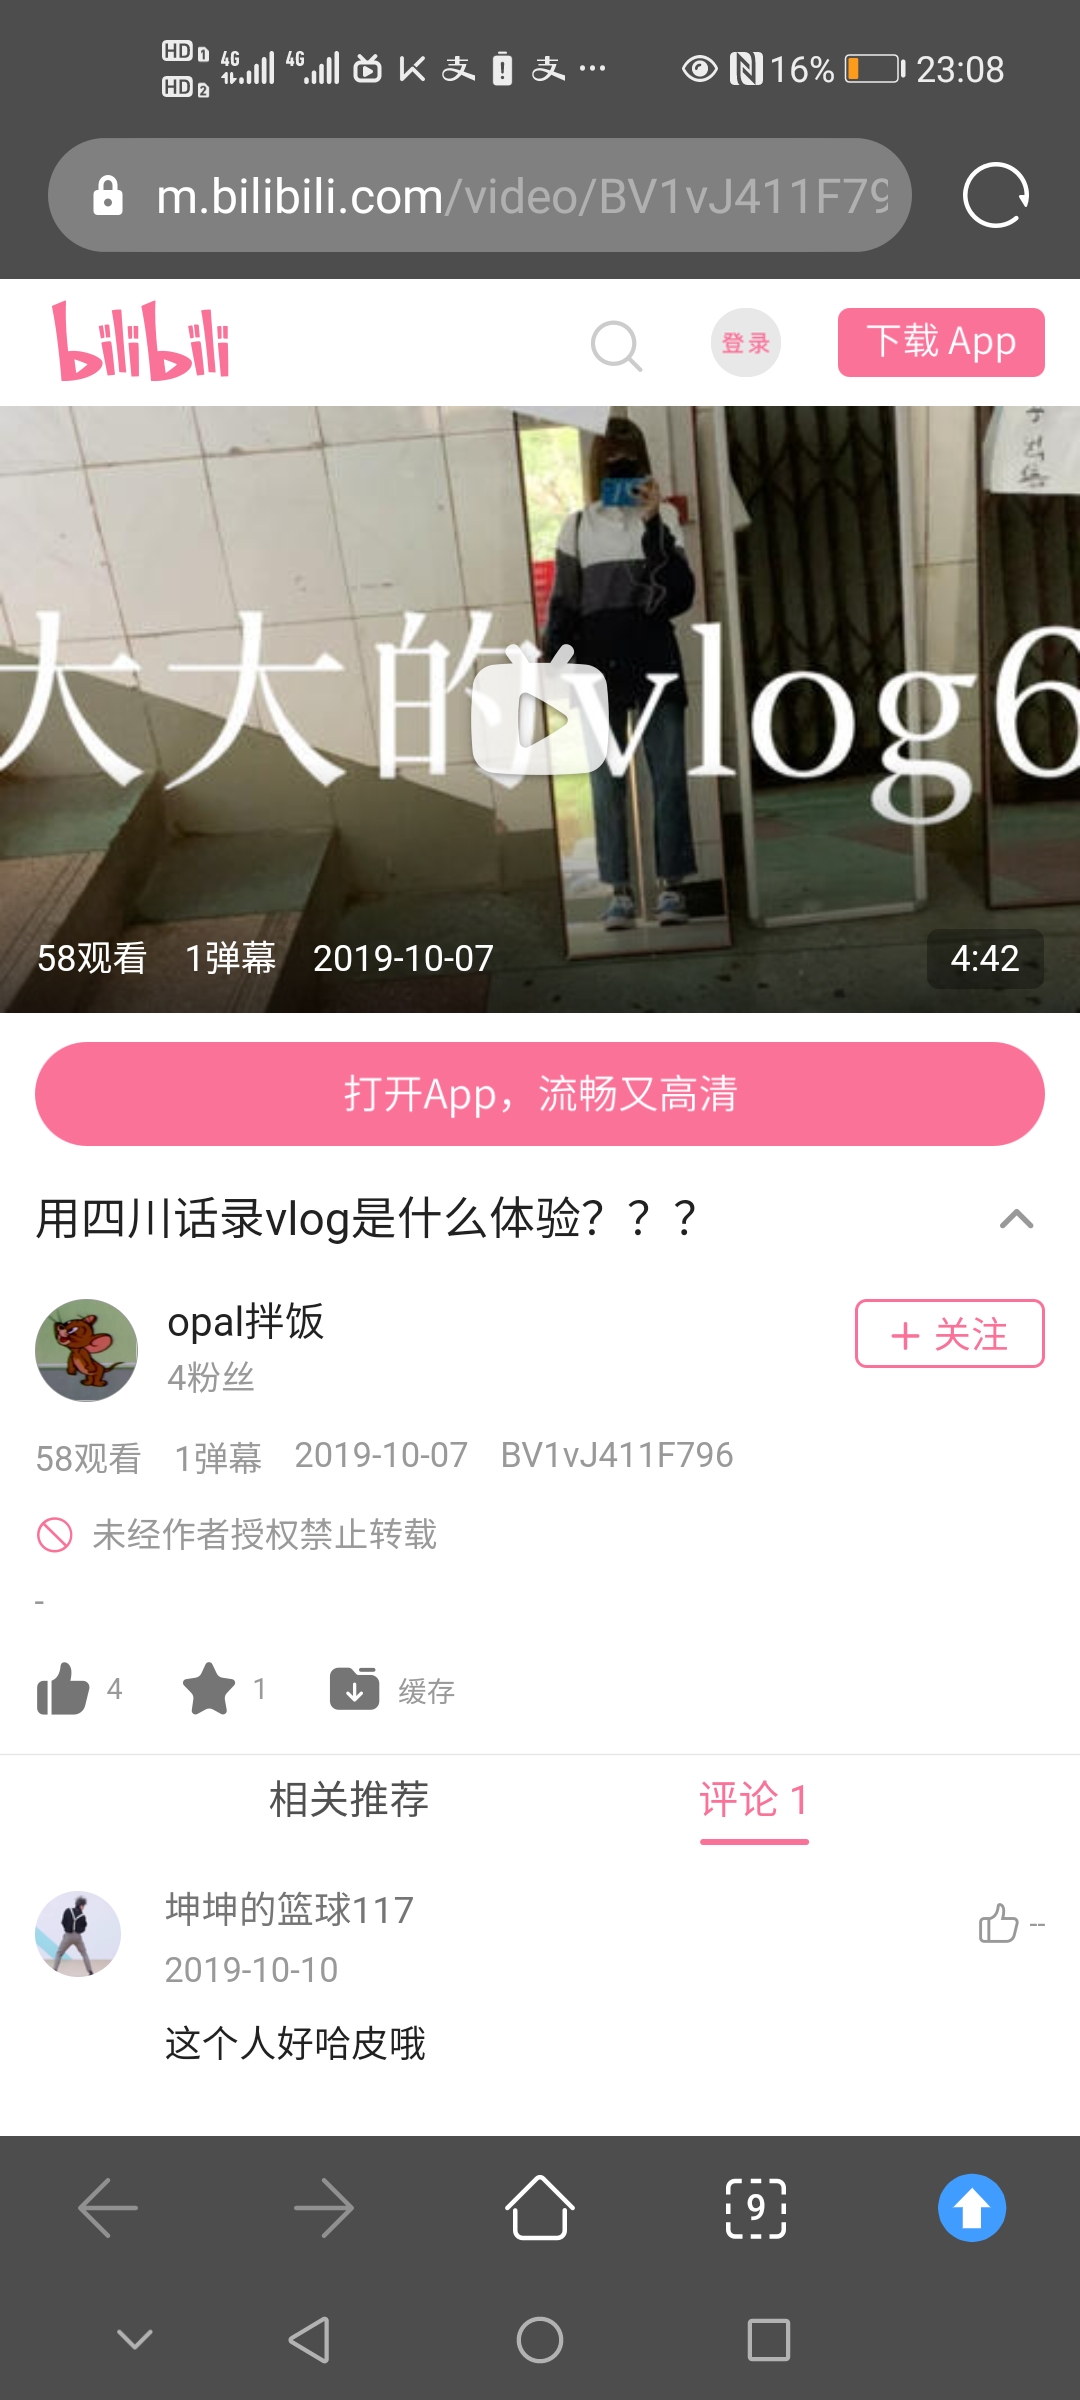 HD 1 4G 4G 16% 23:08
HD 2
m.bilibili.com/video/BV1vJ411F79
bilibili 登录 下载 App
大大的vlog6
58观看 1弹幕 2019-10-07 4:42
打开App，流畅又高清
用四川话录vlog是什么体验？？？
opal拌饭
+ 关注
4粉丝
58观看 1弹幕 2019-10-07 BV1vJ411F796
未经作者授权禁止转载
-
4 1 缓存
相关推荐 评论 1
坤坤的篮球117
--
2019-10-10
这个人好哈皮哦
9